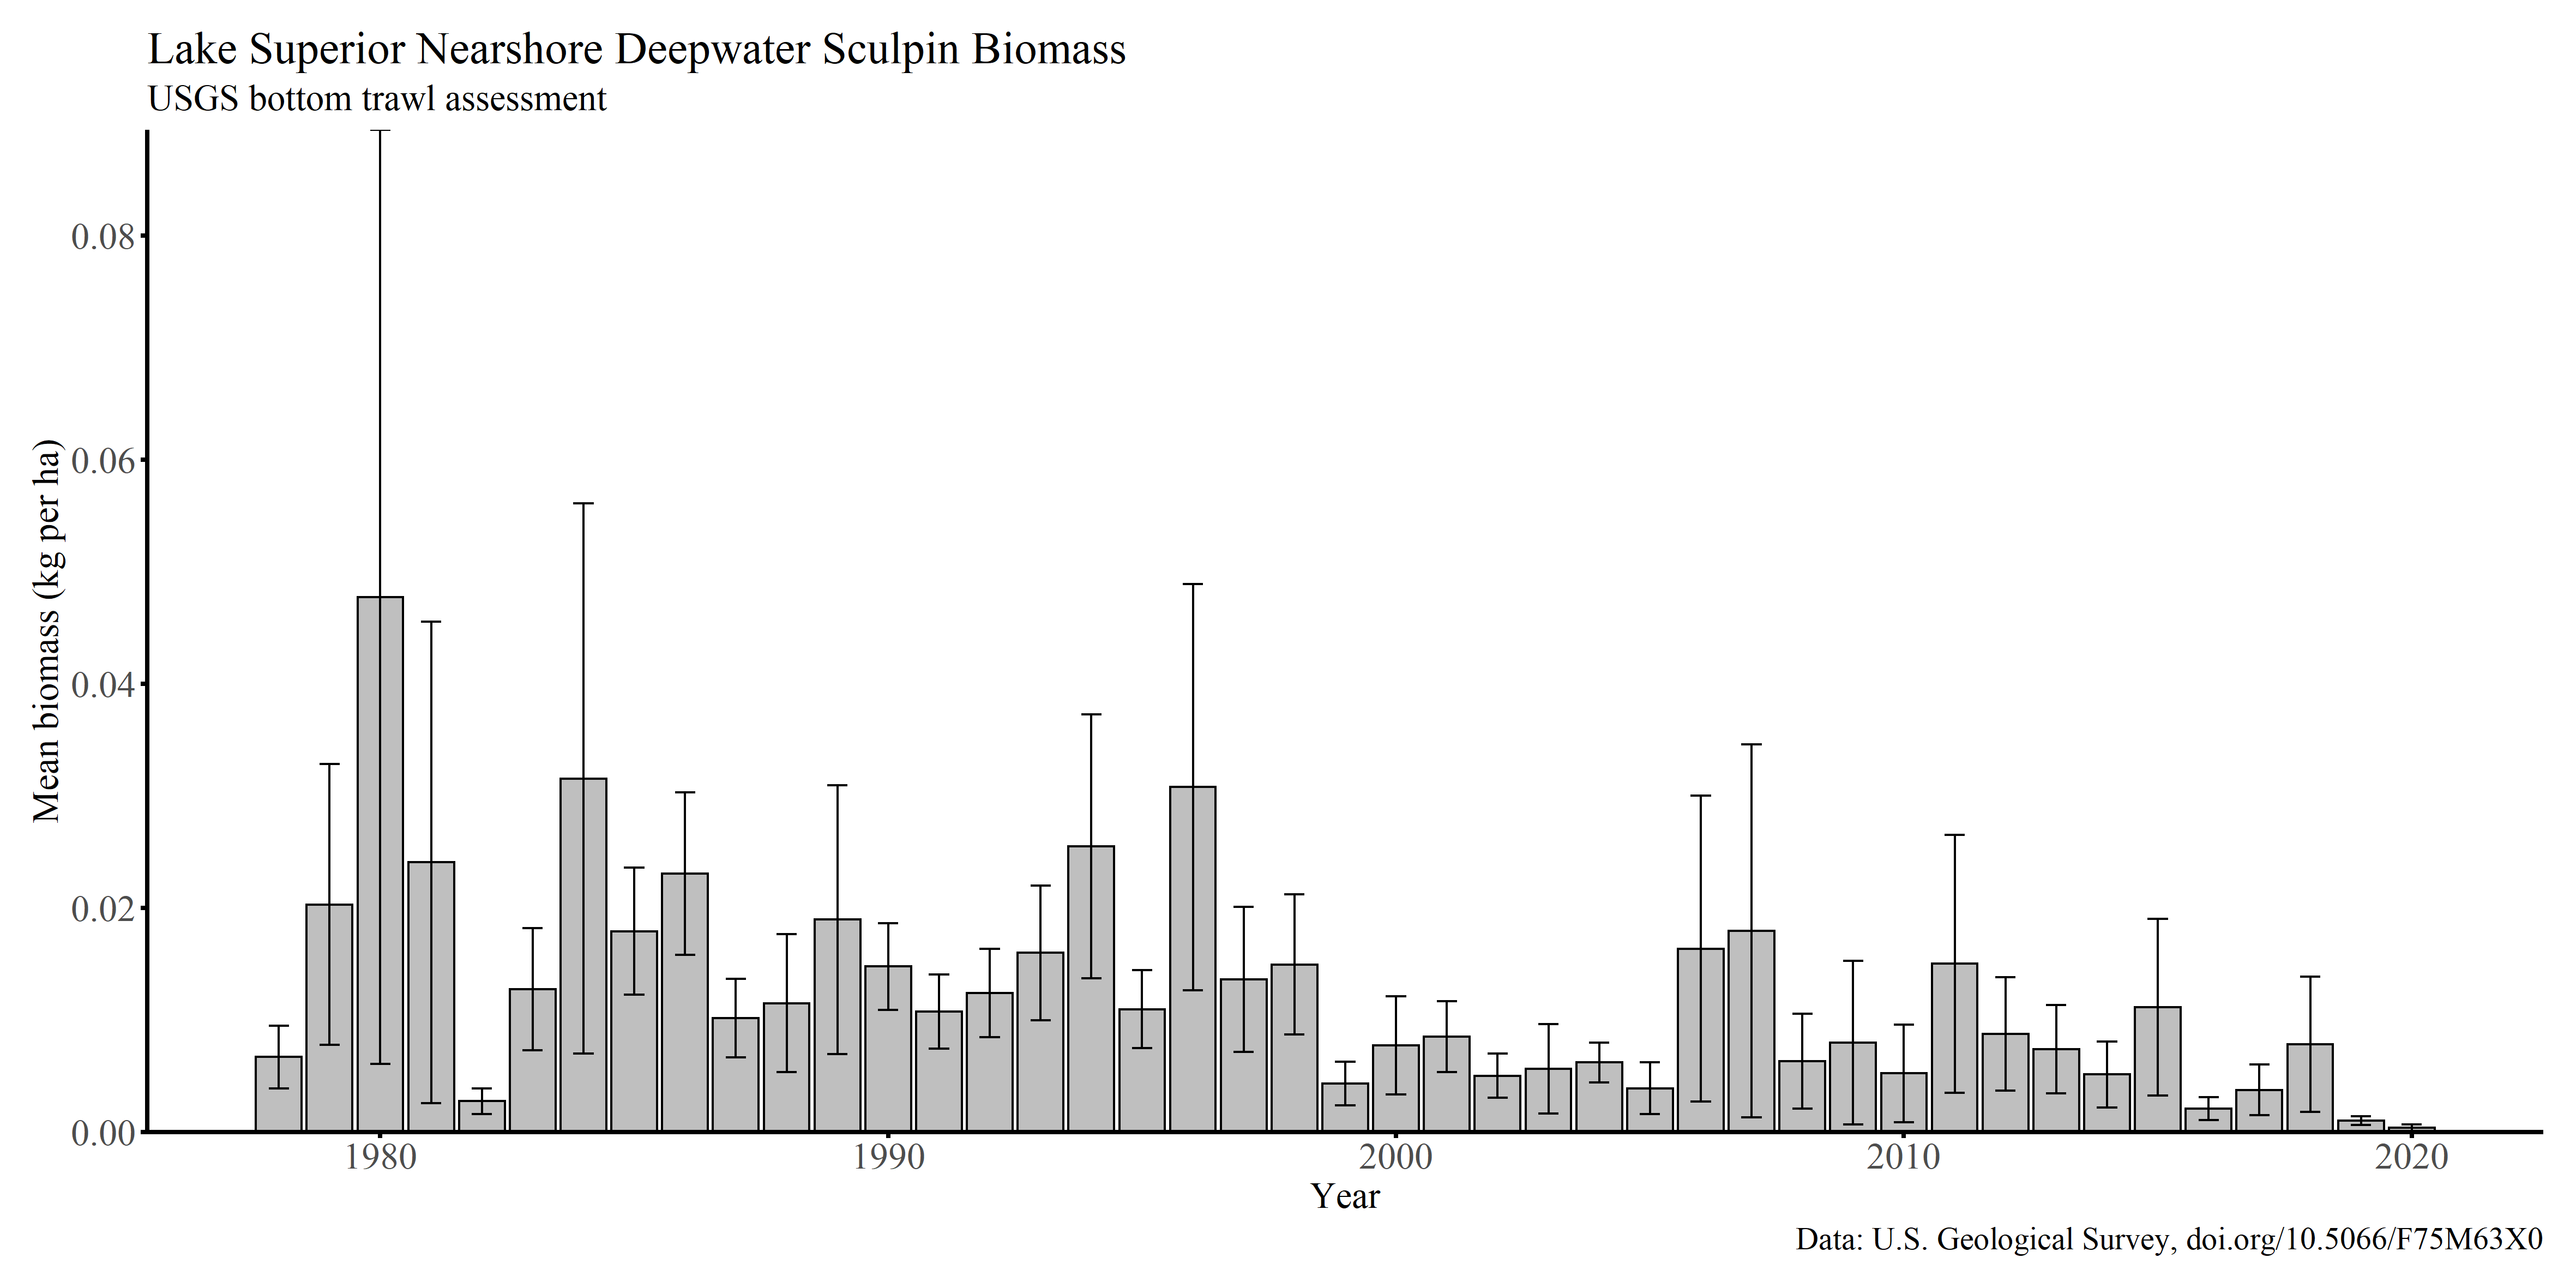 Lake Superior Nearshore Deepwater Sculpin Biomass
USGS bottom trawl assessment
Mean biomass (kg per ha)
0.08
0.06
0.04
0.02
0.00
1980 1990 2000 2010 2020
Year
Data: U.S. Geological Survey, doi.org/10.5066/F75M63X0